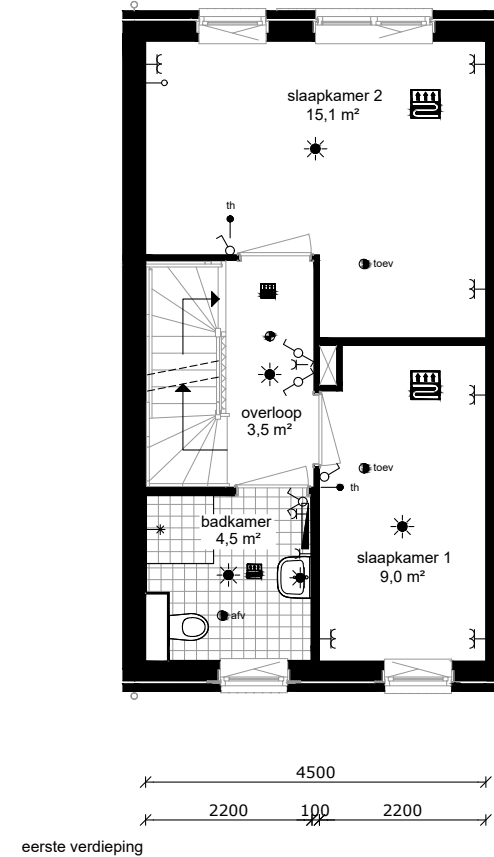 slaapkamer 2
15,1 m²
th
toev
overloop
3,5 m²
toev
th
badkamer
4,5 m²
slaapkamer 1
9,0 m²
afv
4500
2200 100 2200
eerste verdieping